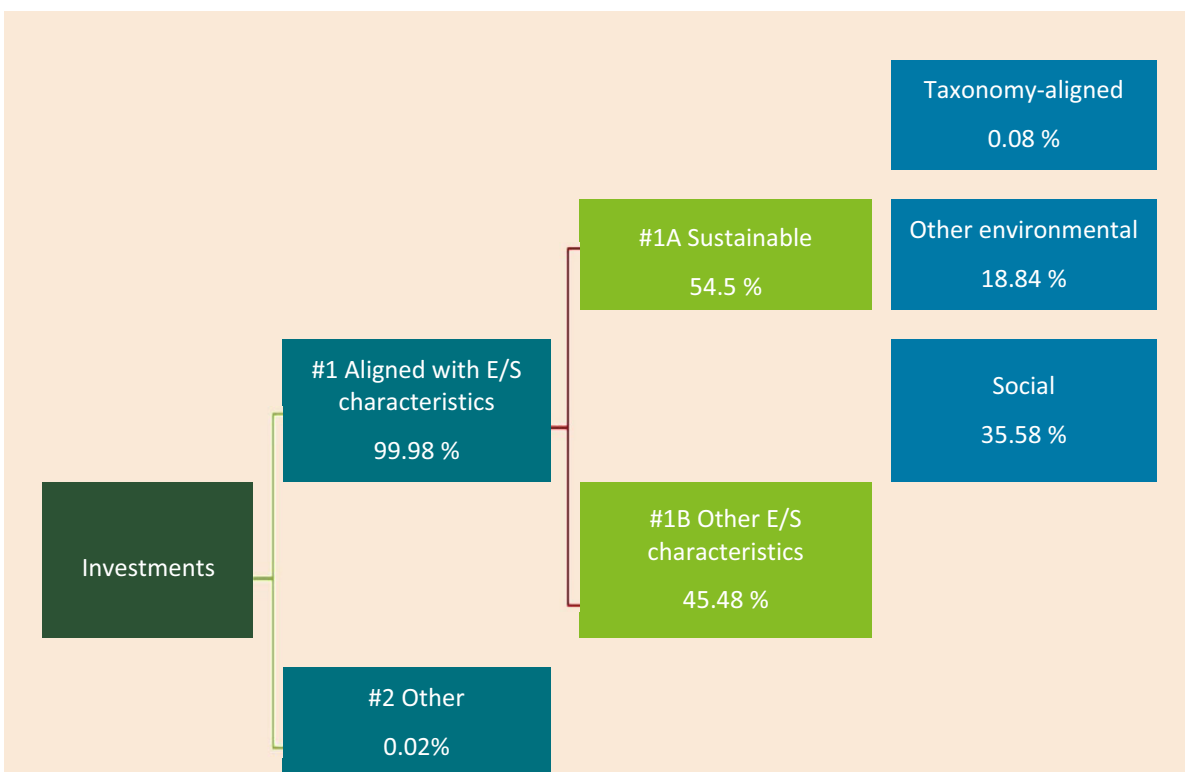 Investments
#1 Aligned with E/S
characteristics
99.98 %
#2 Other
0.02%
#1A Sustainable
54.5 %
#1B Other E/S
characteristics
45.48 %
Taxonomy-aligned
0.08 %
Other environmental
18.84 %
Social
35.58 %